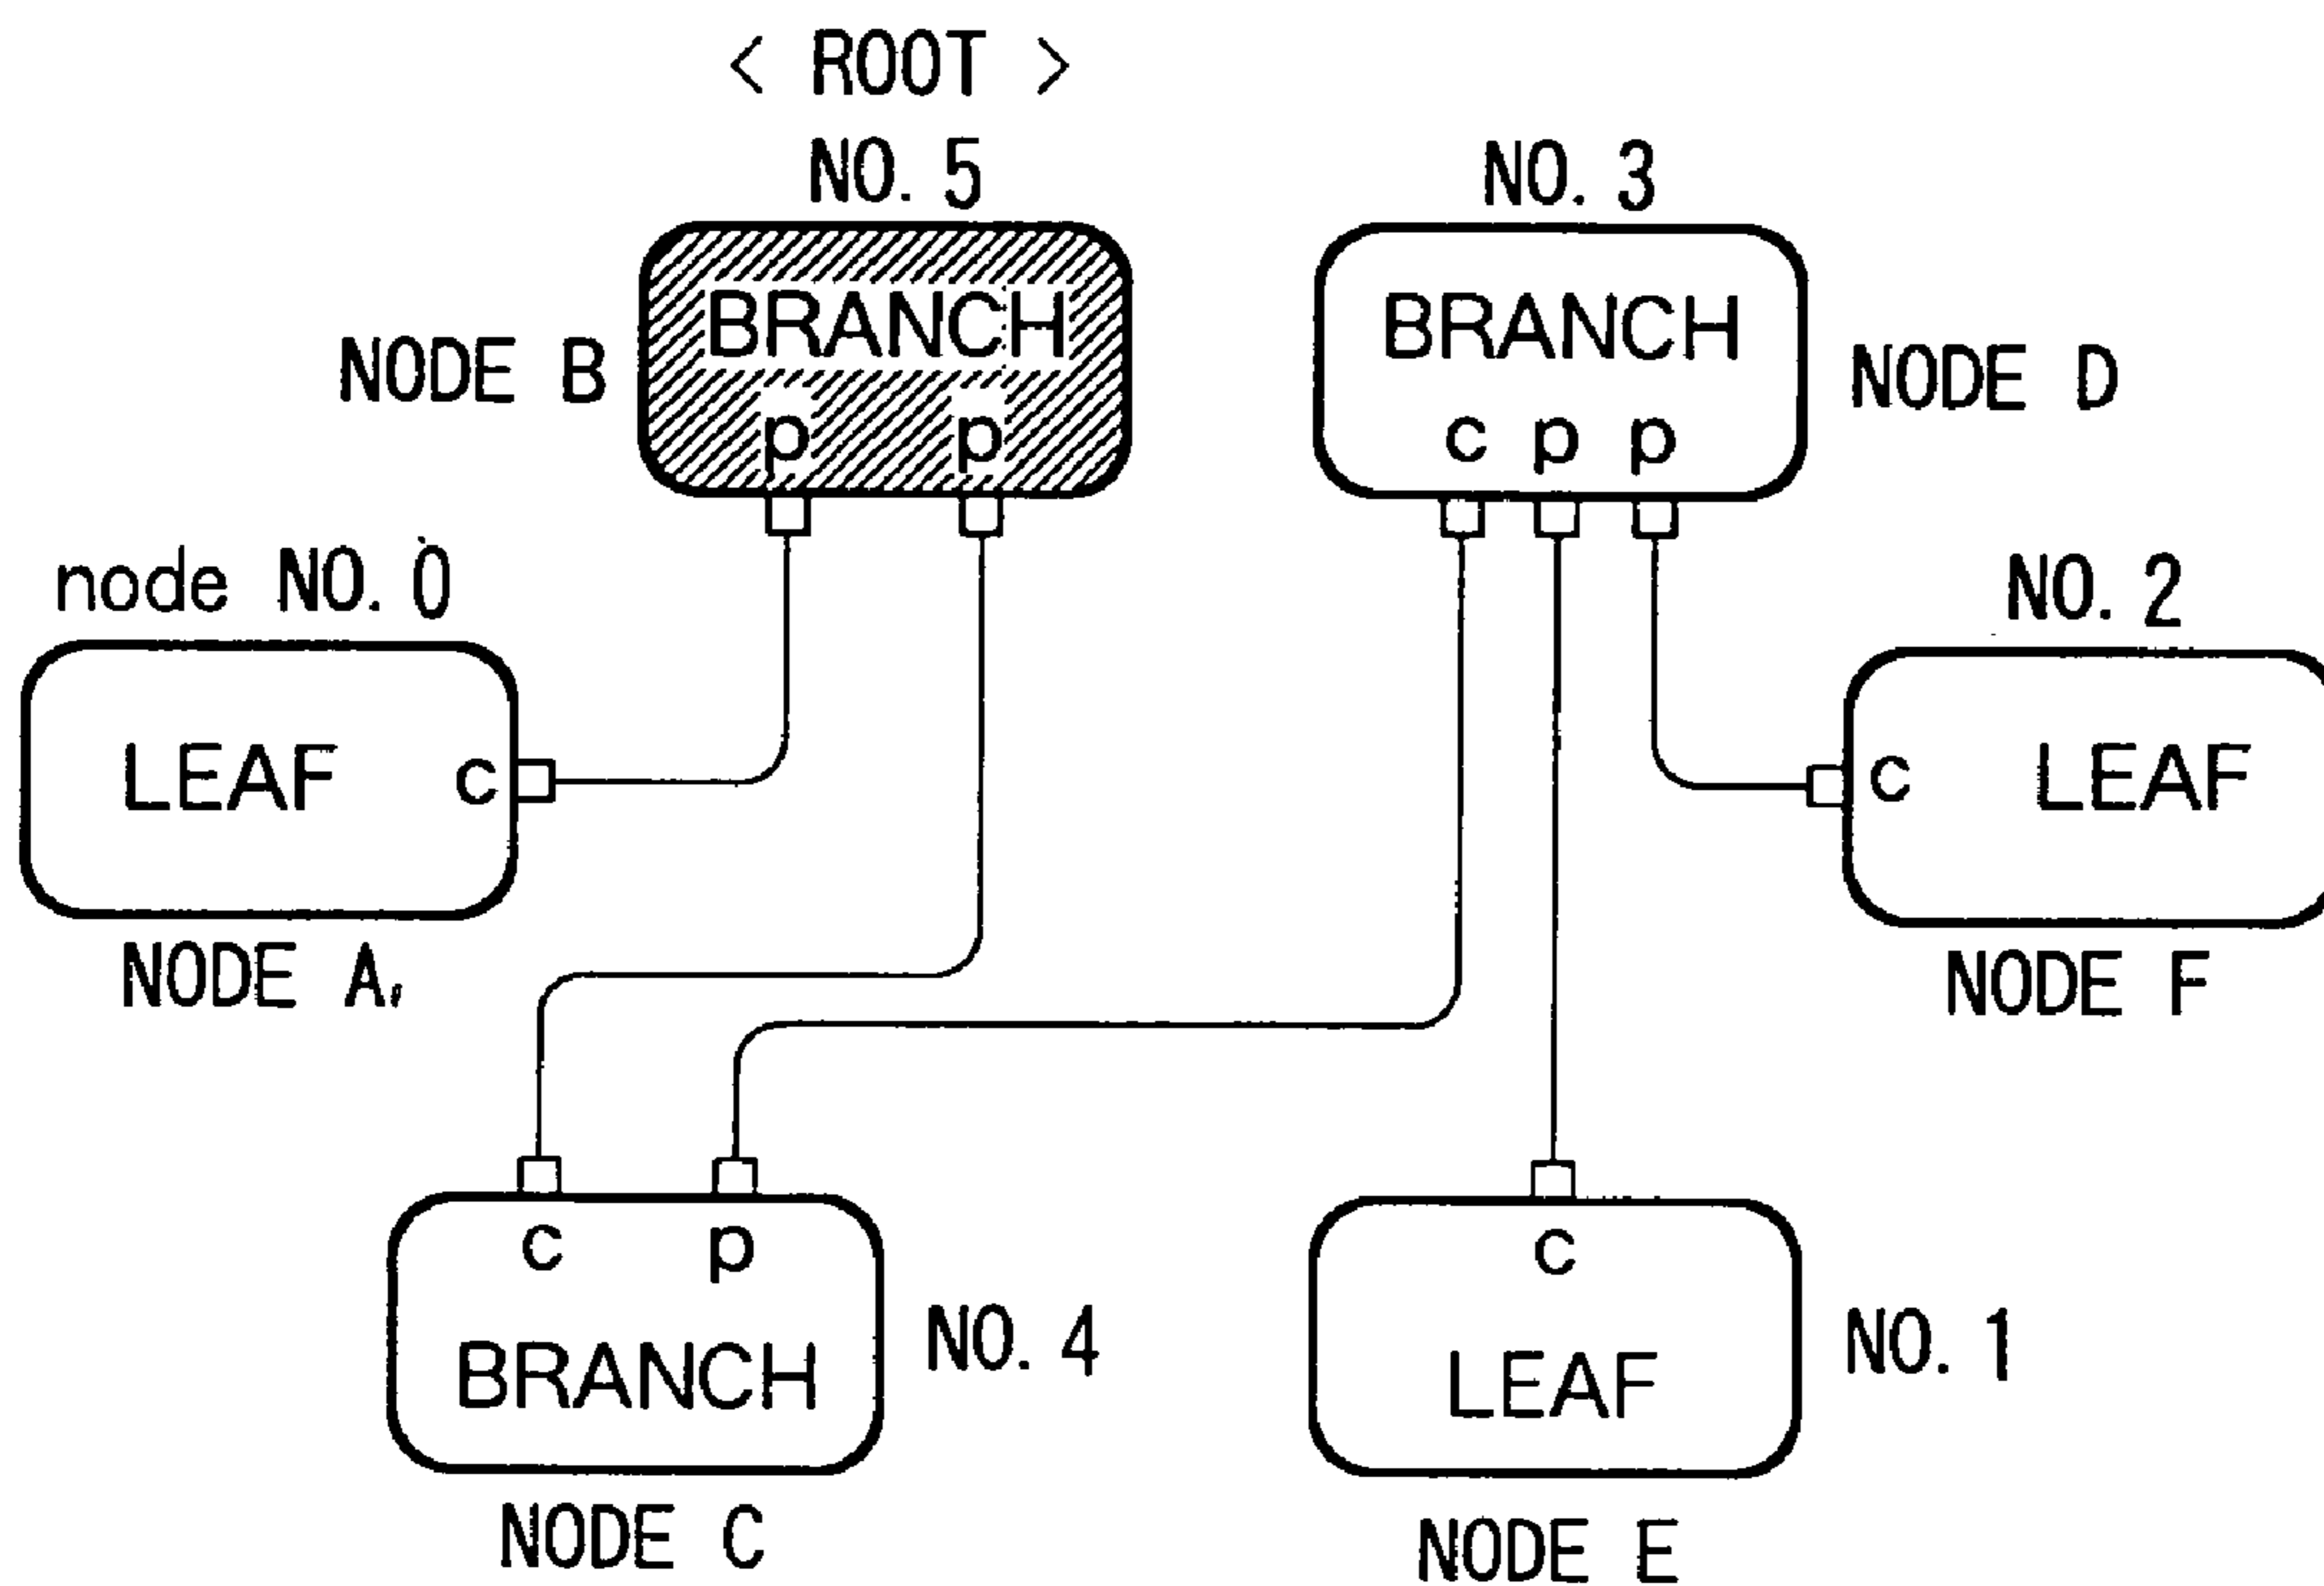 < ROOT >
NO. 5
NO. 3
BRANCH
BRANCH
NODE B
NODE D
p p
c p p
node NO. 0
NO. 2
LEAF c
c LEAF
NODE A,
NODE F
c p
c
NO. 4
NO. 1
BRANCH
LEAF
NODE C
NODE E